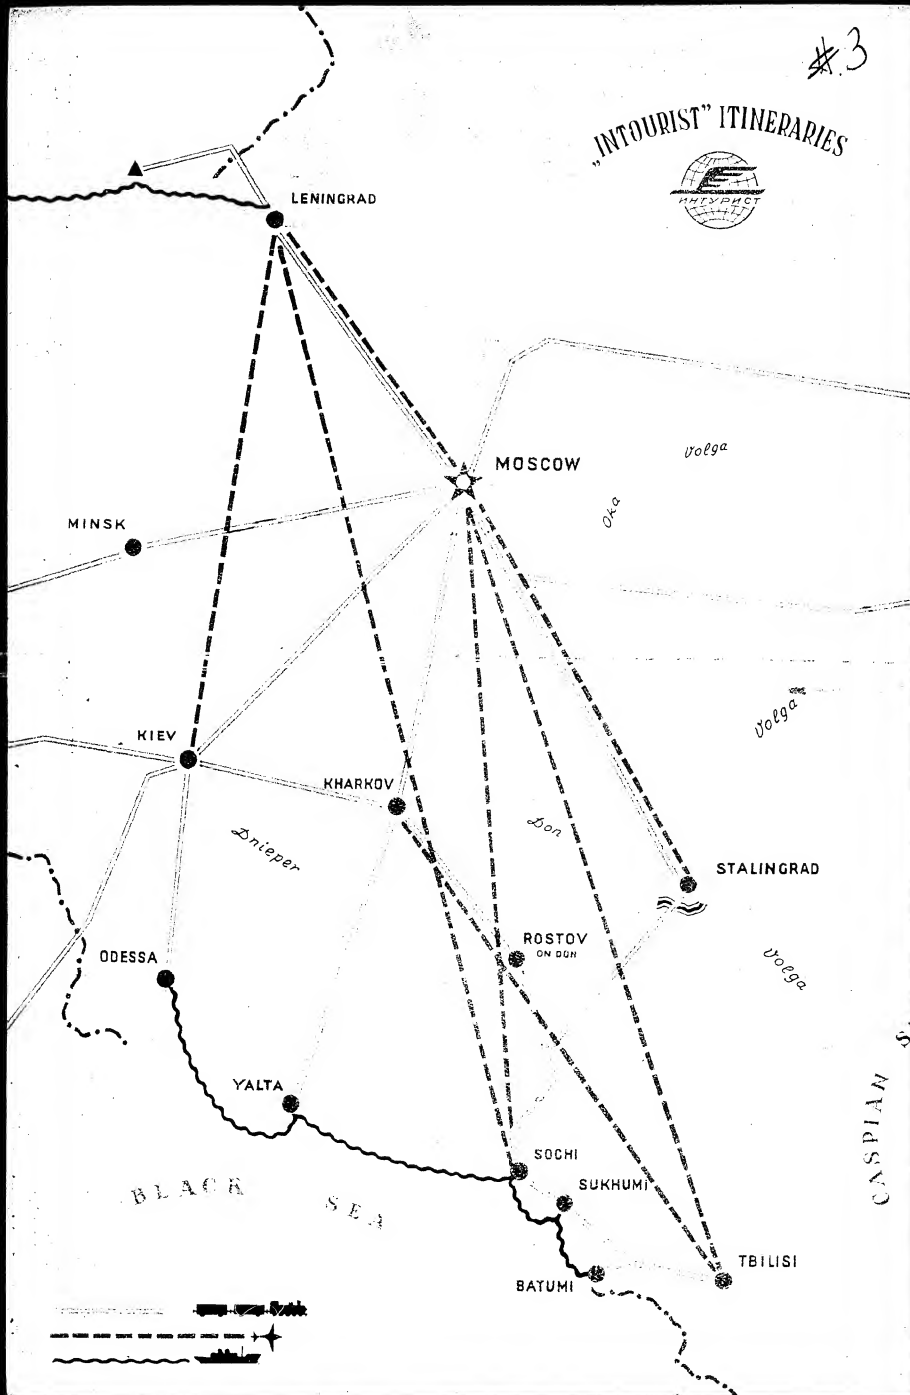 #.3
„INTOURIST" ITINERARIES
ИНТУРИСТ
LENINGRAD
MOSCOW
Volga
Oka
MINSK
Volga
KIEV
KHARKOV
Dnieper
Don
STALINGRAD
ROSTOV
ON DON
ODESSA
Volga
YALTA
CASPIAN S
SOCHI
SUKHUMI
BLACK SEA
TBILISI
BATUMI